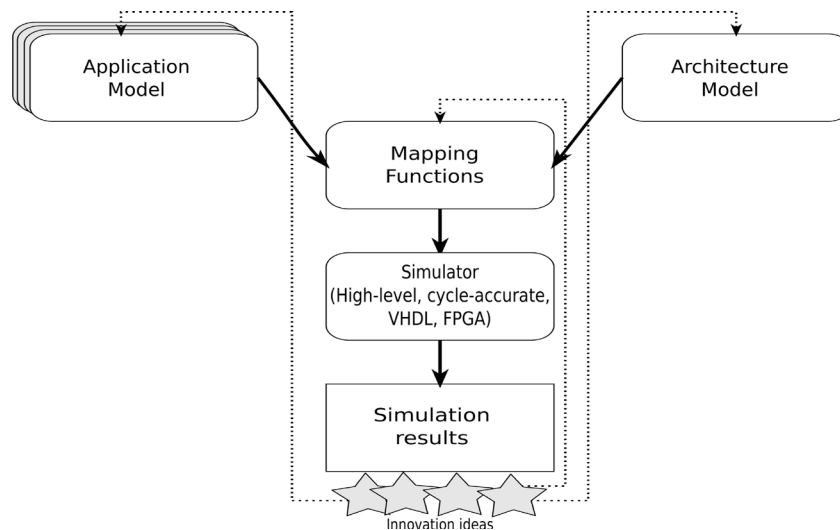 Application
Model
Architecture
Model
Mapping
Functions
Simulator
(High-level, cycle-accurate,
VHDL, FPGA)
Simulation
results
Innovation ideas